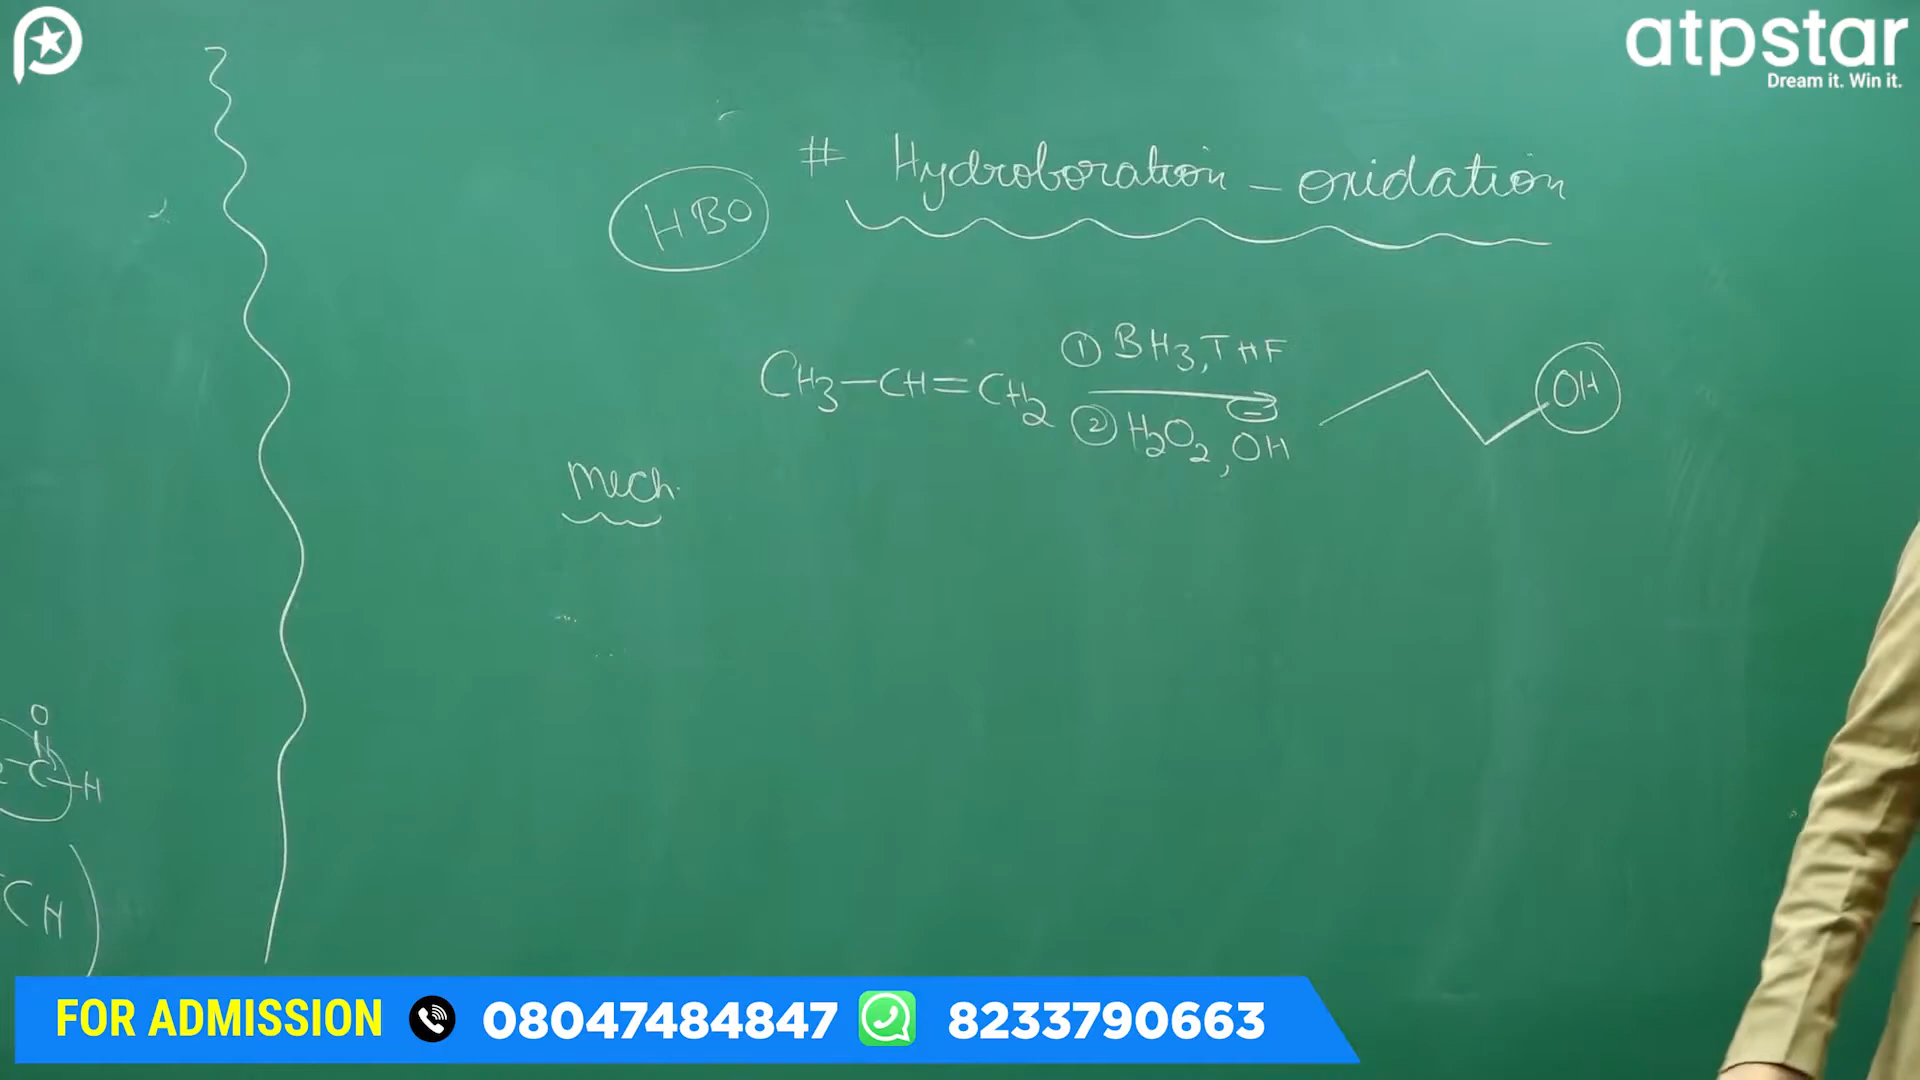 atpstar
Dream it. Win it.
# Hydroboration – oxidation
HBO
CH3–CH=CH2
① BH3, THF
② H2O2, OH⊖
OH
Mech.
O
C–H
CH
FOR ADMISSION 08047484847 8233790663